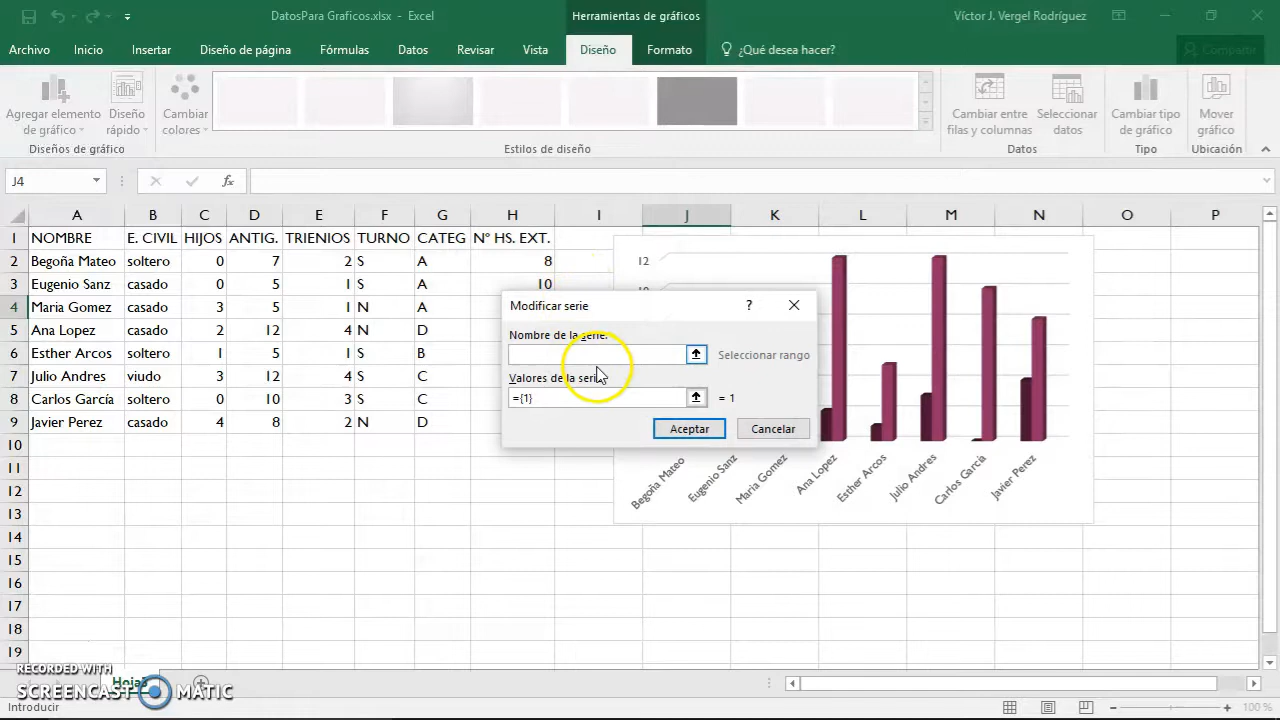 DatosPara Graficos.xlsx - Excel
Herramientas de gráficos
Víctor J. Vergel Rodríguez
Archivo Inicio Insertar Diseño de página Fórmulas Datos Revisar Vista Diseño Formato ¿Qué desea hacer? Compartir
Agregar elemento de gráfico
Diseño rápido
Cambiar colores
Cambiar entre filas y columnas
Seleccionar datos
Cambiar tipo de gráfico
Mover gráfico
Diseños de gráfico Estilos de diseño Datos Tipo Ubicación
J4 fx
A B C D E F G H I J K L M N O P
1 NOMBRE E. CIVIL HIJOS ANTIG. TRIENIOS TURNO CATEG Nº HS. EXT.
2 Begoña Mateo soltero 0 7 2 S A 8
3 Eugenio Sanz casado 0 5 1 S A 10
4 Maria Gomez casado 3 5 1 N A
5 Ana Lopez casado 2 12 4 N D
6 Esther Arcos soltero 1 5 1 S B
7 Julio Andres viudo 3 12 4 S C
8 Carlos García soltero 0 10 3 S C
9 Javier Perez casado 4 8 2 N D
10
11
12
13
14
15
16
17
18
19
12
Modificar serie ?
Nombre de la serie:
Seleccionar rango
Valores de la serie:
={1} = 1
Aceptar Cancelar
Begoña Mateo
Eugenio Sanz
Maria Gomez
Ana Lopez
Esther Arcos
Julio Andres
Carlos García
Javier Perez
RECORDED WITH
SCREENCAST MATIC
Introducir
100 %